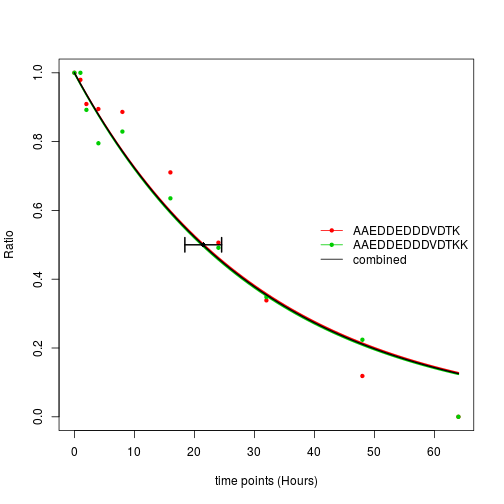 1.0
0.8
0.6
0.4
0.2
0.0
Ratio
AAEDDEDDDVDTK
AAEDDEDDDVDTKK
combined
0 10 20 30 40 50 60
time points (Hours)